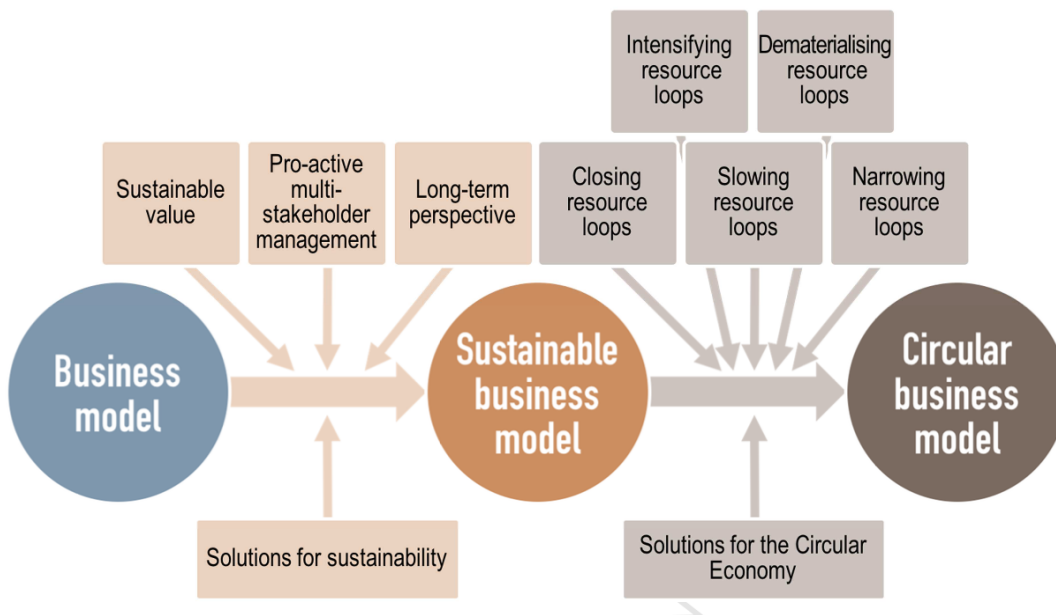 Intensifying
resource
loops
Dematerialising
resource
loops
Sustainable
value
Pro-active
multi-
stakeholder
management
Long-term
perspective
Closing
resource
loops
Slowing
resource
loops
Narrowing
resource
loops
Business
model
Sustainable
business
model
Circular
business
model
Solutions for sustainability
Solutions for the Circular
Economy